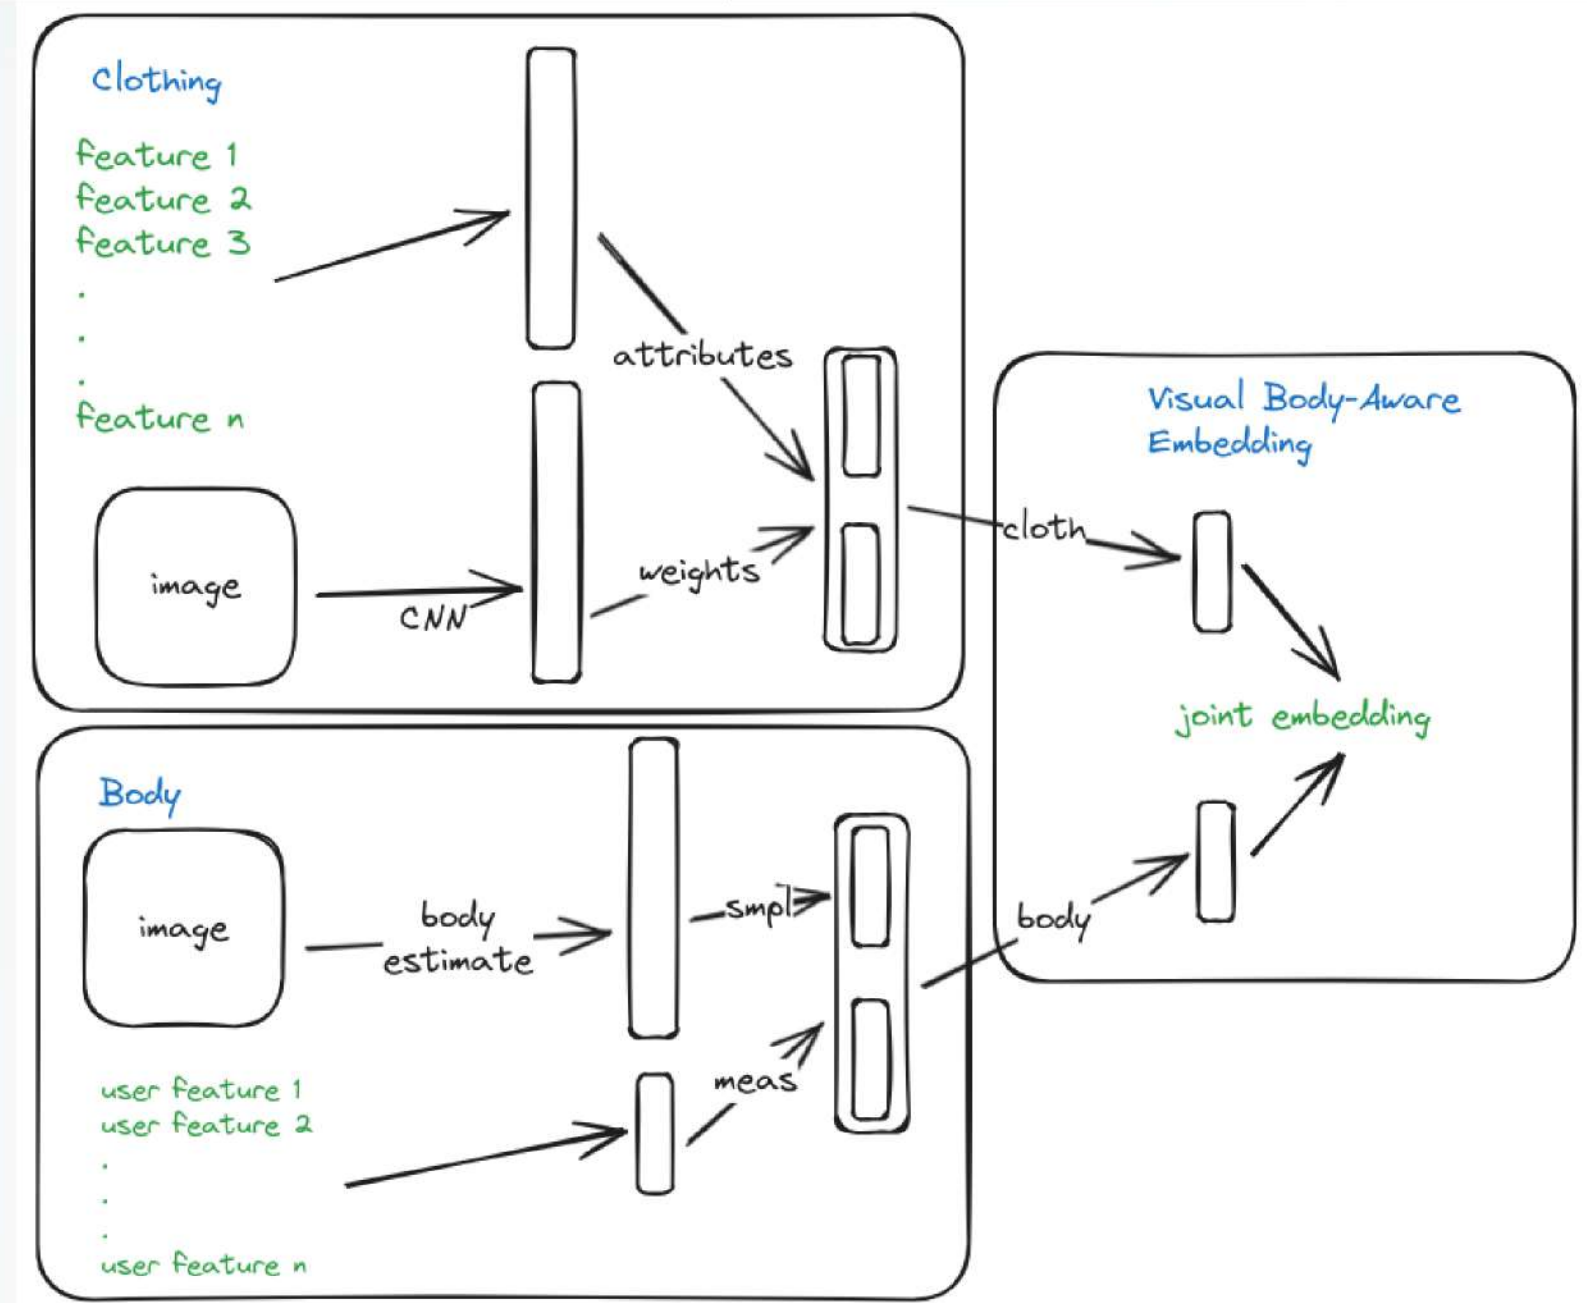 Clothing
feature 1
feature 2
feature 3
.
.
.
feature n
image
CNN
attributes
weights
cloth
Body
image
body
estimate
smpl
meas
user feature 1
user feature 2
.
.
.
user feature n
body
Visual Body-Aware
Embedding
joint embedding